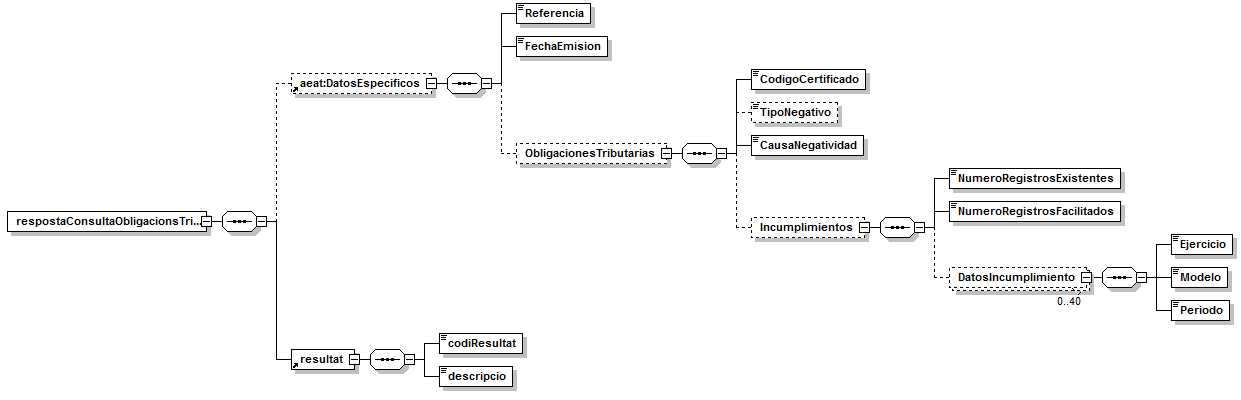 Referencia
FechaEmision
aeat:DatosEspecificos
CodigoCertificado
TipoNegativo
CausaNegatividad
ObligacionesTributarias
NumeroRegistrosExistentes
NumeroRegistrosFacilitados
respostaConsultaObligacionsTri...
Incumplimientos
Ejercicio
DatosIncumplimiento
Modelo
0..40
Periodo
codiResultat
resultat
descripcio